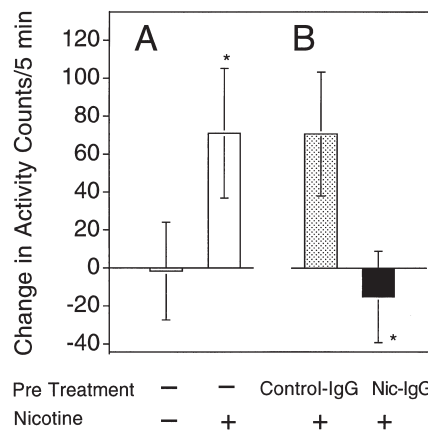 Change in Activity Counts/5 min
A B
120
100
80
60
40
20
0
-20
-40
*
*
Pre Treatment − − Control-IgG Nic-IgG
Nicotine − + + +